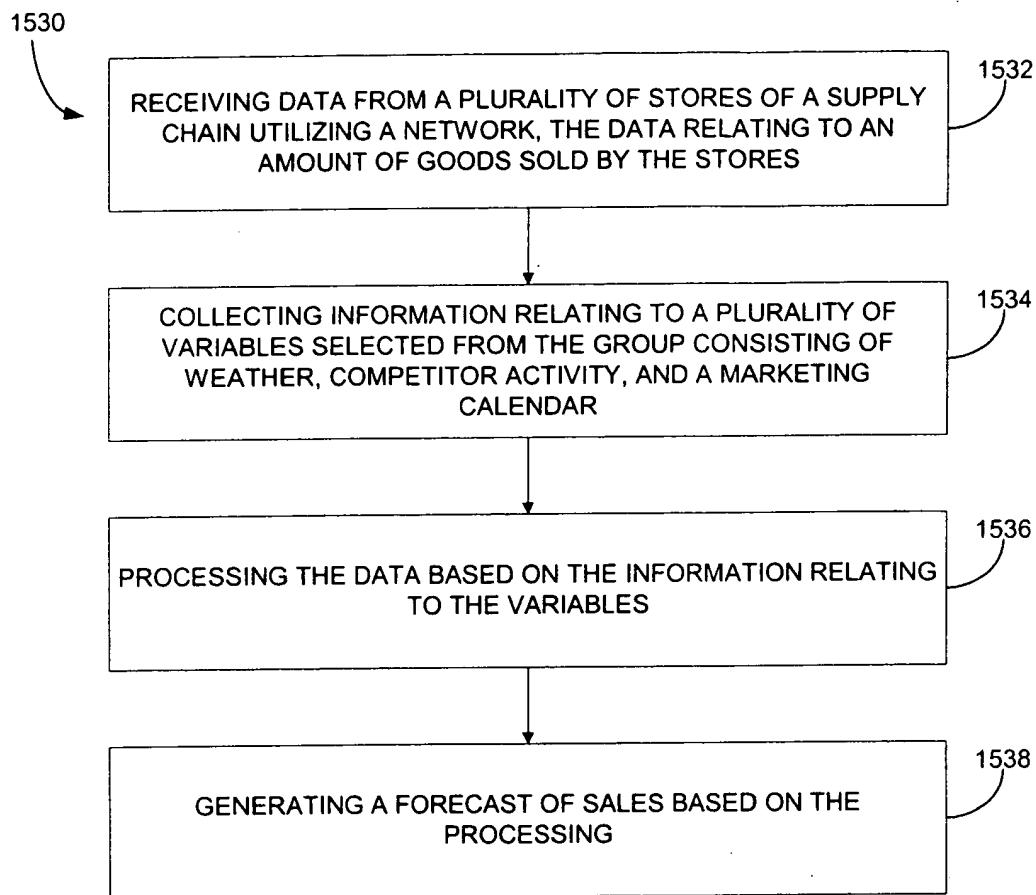 1530
1532
RECEIVING DATA FROM A PLURALITY OF STORES OF A SUPPLY
CHAIN UTILIZING A NETWORK, THE DATA RELATING TO AN
AMOUNT OF GOODS SOLD BY THE STORES
1534
COLLECTING INFORMATION RELATING TO A PLURALITY OF
VARIABLES SELECTED FROM THE GROUP CONSISTING OF
WEATHER, COMPETITOR ACTIVITY, AND A MARKETING
CALENDAR
1536
PROCESSING THE DATA BASED ON THE INFORMATION RELATING
TO THE VARIABLES
1538
GENERATING A FORECAST OF SALES BASED ON THE
PROCESSING